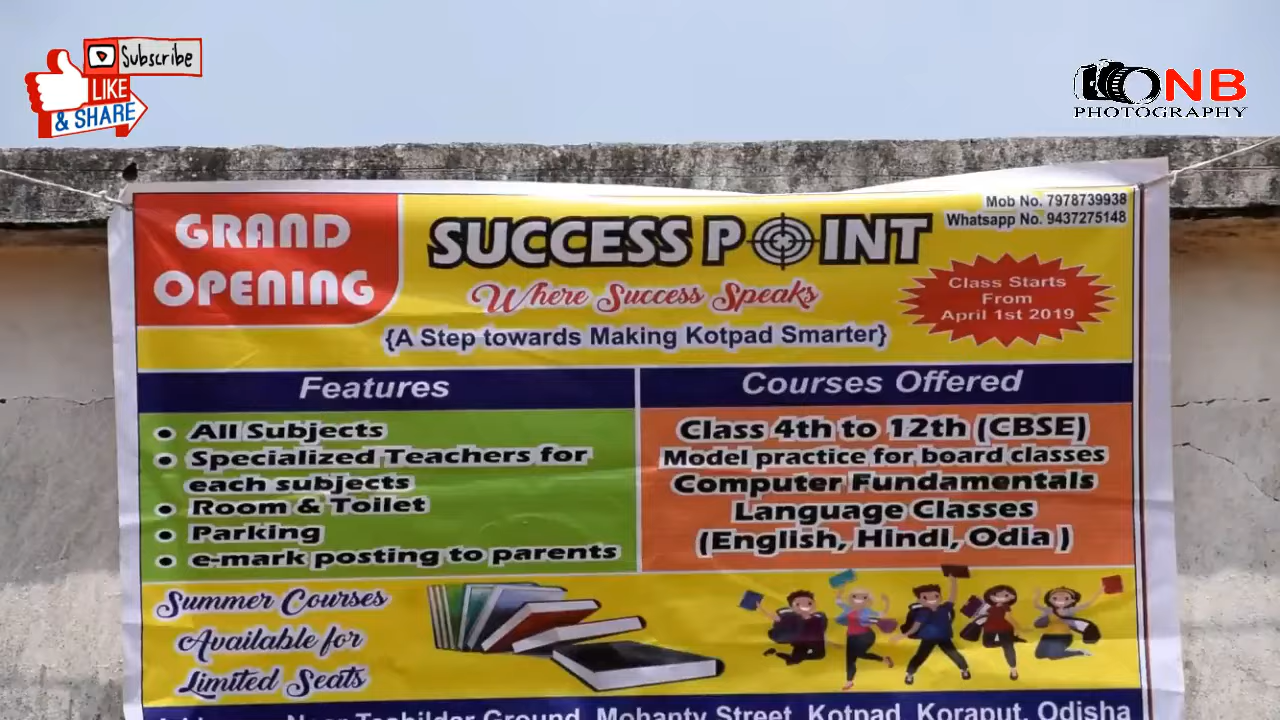 Subscribe
LIKE
& SHARE
NB
PHOTOGRAPHY
GRAND
OPENING
SUCCESS POINT
Where Success Speaks
{A Step towards Making Kotpad Smarter}
Mob No. 7978739938
Whatsapp No. 9437275148
Class Starts
From
April 1st 2019
Features
• All Subjects
• Specialized Teachers for
each subjects
• Room & Toilet
• Parking
• e-mark posting to parents
Courses Offered
Class 4th to 12th (CBSE)
Model practice for board classes
Computer Fundamentals
Language Classes
(English, Hindi, Odia )
Summer Courses
Available for
Limited Seats
Near Tashildar Ground, Mohanty Street, Kotpad, Koraput, Odisha